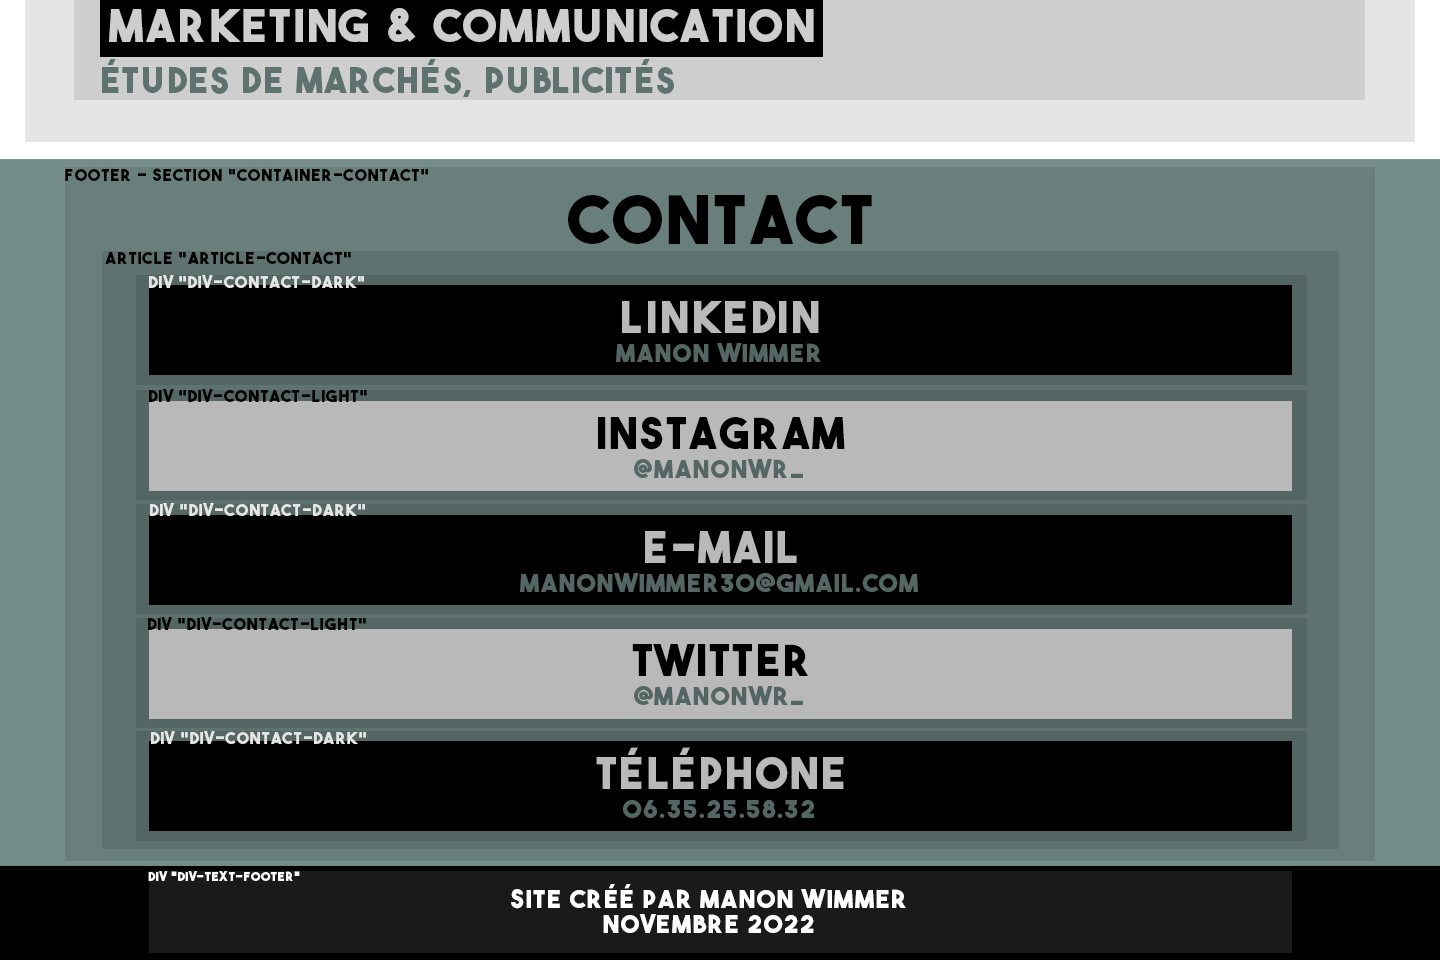 MARKETING & COMMUNICATION
ÉTUDES DE MARCHÉS, PUBLICITÉS
FOOTER - SECTION "CONTAINER-CONTACT"
CONTACT
ARTICLE "ARTICLE-CONTACT"
DIV "DIV-CONTACT-DARK"
LINKEDIN
MANON WIMMER
DIV "DIV-CONTACT-LIGHT"
INSTAGRAM
@MANONWR_
DIV "DIV-CONTACT-DARK"
E-MAIL
MANONWIMMER30@GMAIL.COM
DIV "DIV-CONTACT-LIGHT"
TWITTER
@MANONWR_
DIV "DIV-CONTACT-DARK"
TÉLÉPHONE
06.35.25.58.32
DIV "DIV-TEXT-FOOTER"
SITE CRÉÉ PAR MANON WIMMER
NOVEMBRE 2022